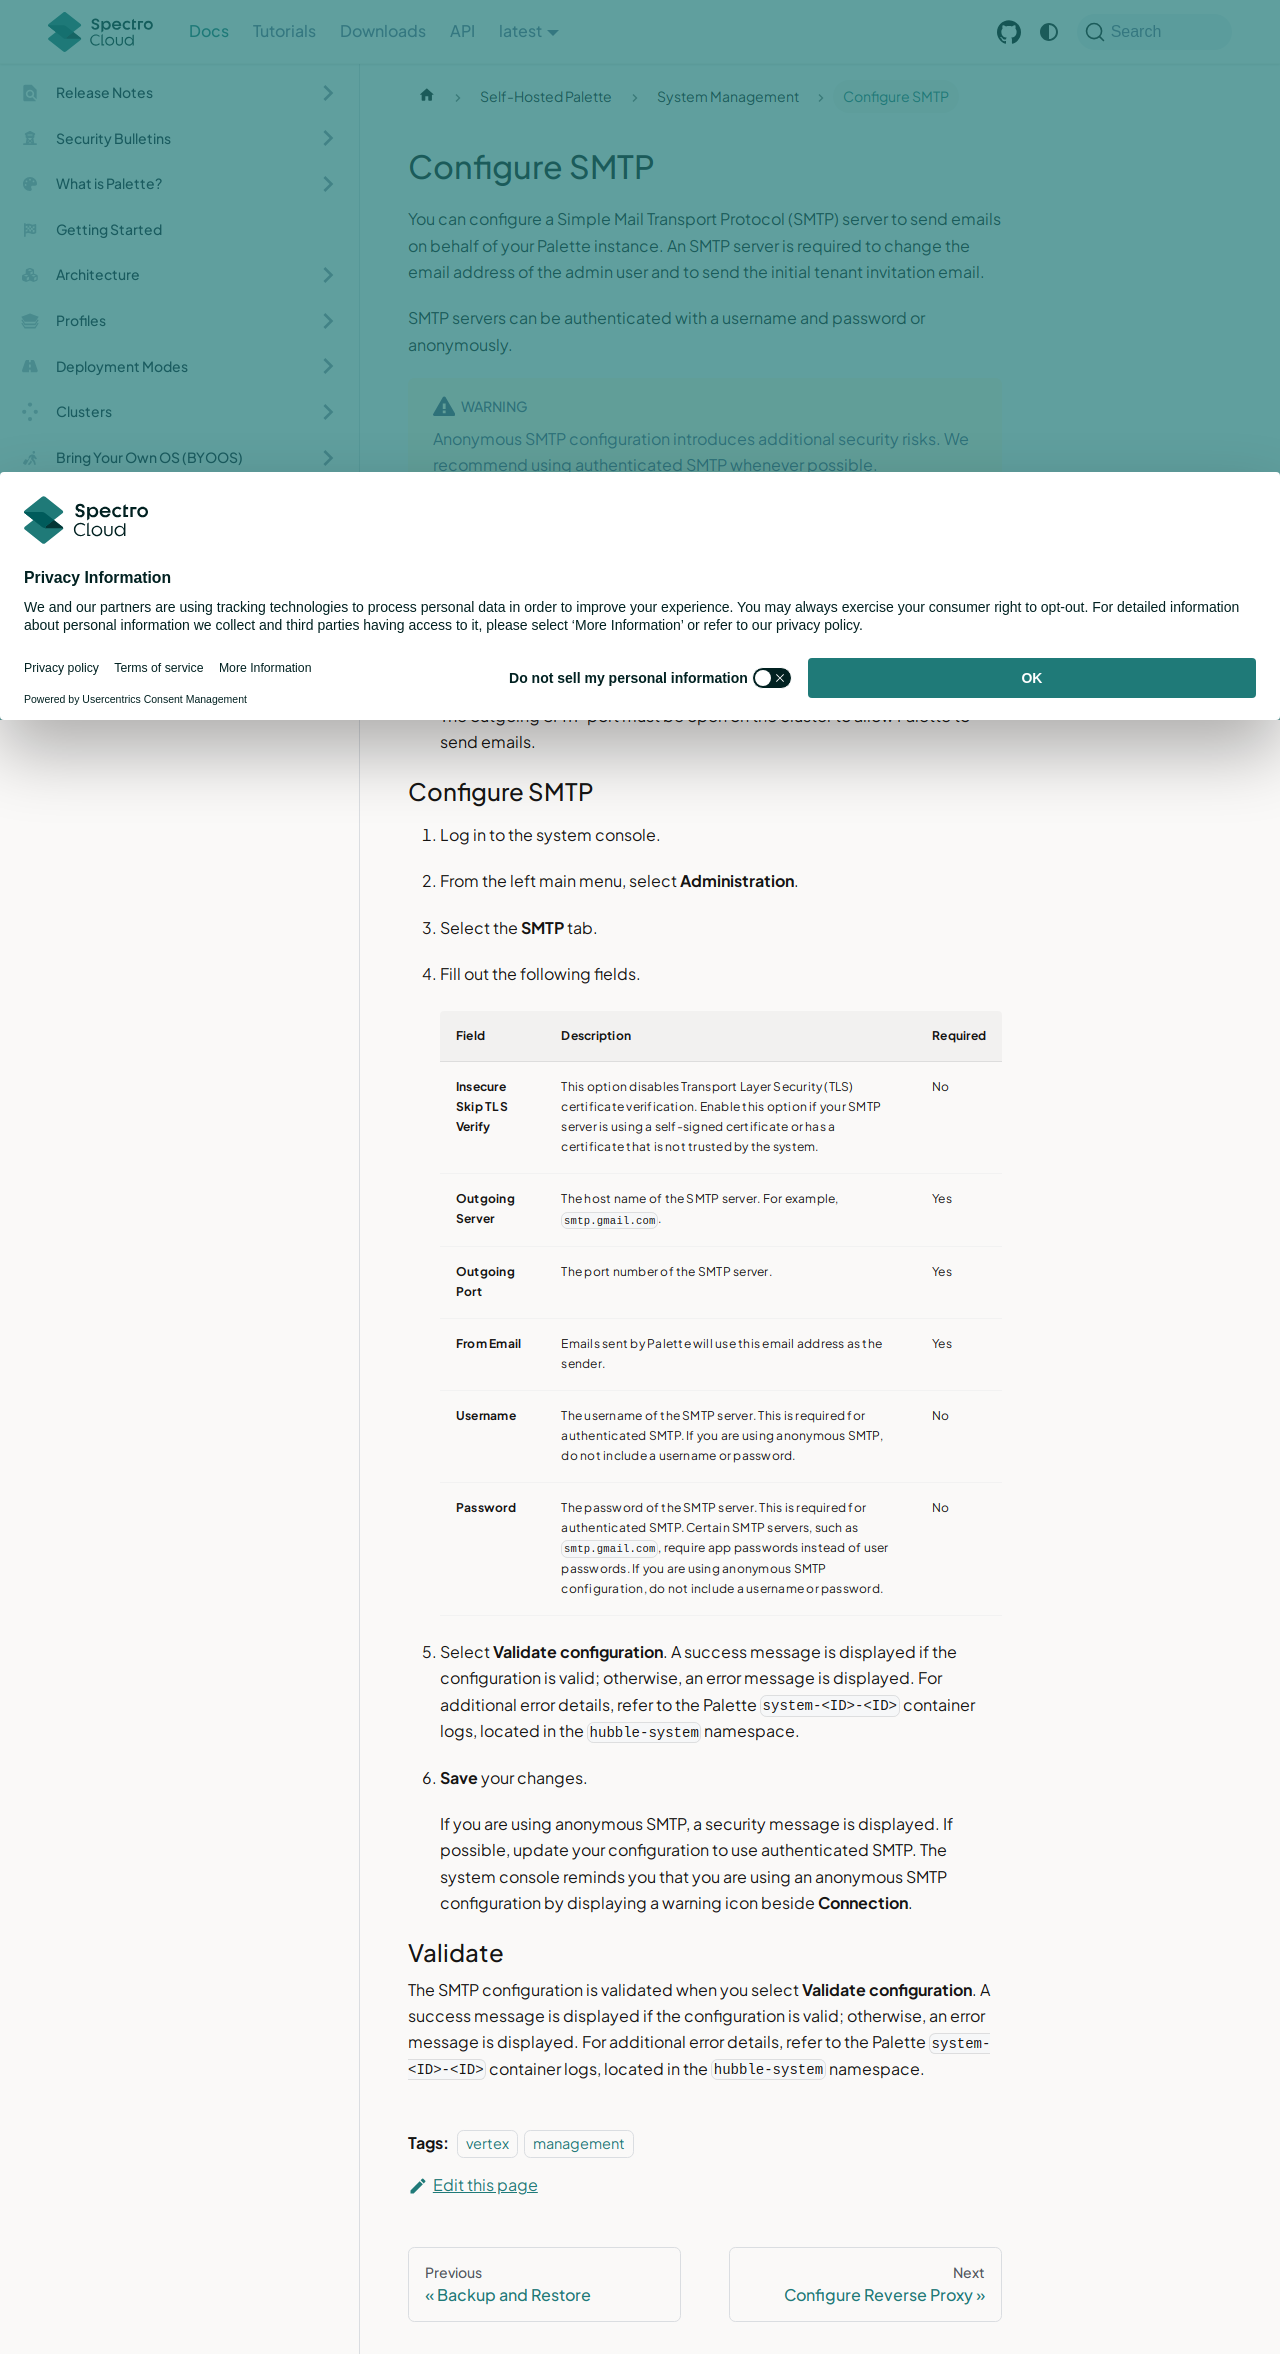 Spectro Cloud
Docs
Tutorials
Downloads
API
latest
Search
Release Notes
Security Bulletins
What is Palette?
Getting Started
Architecture
Profiles
Deployment Modes
Clusters
Bring Your Own OS (BYOOS)
Self-Hosted Palette
System Management
Configure SMTP
Configure SMTP
You can configure a Simple Mail Transport Protocol (SMTP) server to send emails
on behalf of your Palette instance. An SMTP server is required to change the
email address of the admin user and to send the initial tenant invitation email.
SMTP servers can be authenticated with a username and password or
anonymously.
WARNING
Anonymous SMTP configuration introduces additional security risks. We
recommend using authenticated SMTP whenever possible.
Spectro
Cloud
Privacy Information
We and our partners are using tracking technologies to process personal data in order to improve your experience. You may always exercise your consumer right to opt-out. For detailed information
about personal information we collect and third parties having access to it, please select ‘More Information’ or refer to our privacy policy.
Privacy policy
Terms of service
More Information
Powered by Usercentrics Consent Management
Do not sell my personal information
OK
send emails.
Configure SMTP
1. Log in to the system console.
2. From the left main menu, select Administration.
3. Select the SMTP tab.
4. Fill out the following fields.
Field Description Required
Insecure Skip TLS Verify
This option disables Transport Layer Security (TLS)
certificate verification. Enable this option if your SMTP
server is using a self-signed certificate or has a
certificate that is not trusted by the system.
No
Outgoing Server
The host name of the SMTP server. For example,
smtp.gmail.com.
Yes
Outgoing Port
The port number of the SMTP server.
Yes
From Email
Emails sent by Palette will use this email address as the
sender.
Yes
Username
The username of the SMTP server. This is required for
authenticated SMTP. If you are using anonymous SMTP,
do not include a username or password.
No
Password
The password of the SMTP server. This is required for
authenticated SMTP. Certain SMTP servers, such as
smtp.gmail.com, require app passwords instead of user
passwords. If you are using anonymous SMTP
configuration, do not include a username or password.
No
5. Select Validate configuration. A success message is displayed if the
configuration is valid; otherwise, an error message is displayed. For
additional error details, refer to the Palette system-<ID>-<ID> container
logs, located in the hubble-system namespace.
6. Save your changes.
If you are using anonymous SMTP, a security message is displayed. If
possible, update your configuration to use authenticated SMTP. The
system console reminds you that you are using an anonymous SMTP
configuration by displaying a warning icon beside Connection.
Validate
The SMTP configuration is validated when you select Validate configuration. A
success message is displayed if the configuration is valid; otherwise, an error
message is displayed. For additional error details, refer to the Palette system-
<ID>-<ID> container logs, located in the hubble-system namespace.
Tags: vertex management
Edit this page
Previous
« Backup and Restore
Next
Configure Reverse Proxy »